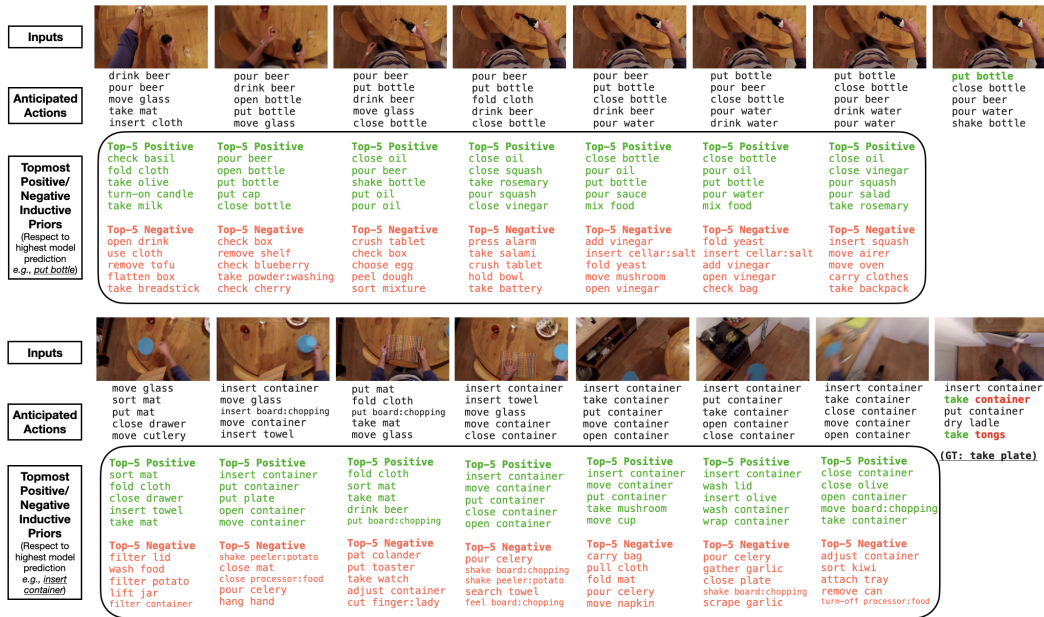 Inputs
Anticipated
Actions
drink beer
pour beer
move glass
take mat
insert cloth
pour beer
drink beer
open bottle
put bottle
move glass
pour beer
put bottle
drink beer
move glass
close bottle
pour beer
put bottle
fold cloth
drink beer
close bottle
pour beer
put bottle
close bottle
drink beer
pour water
put bottle
close bottle
pour beer
pour water
drink water
put bottle
close bottle
pour beer
drink water
pour water
put bottle
close bottle
pour beer
pour water
shake bottle
Topmost
Positive/
Negative
Inductive
Priors
(Respect to
highest model
prediction
e.g., put bottle)
Top-5 Positive
check basil
fold cloth
take olive
turn-on candle
take milk
Top-5 Positive
pour beer
open bottle
put bottle
put cap
close bottle
Top-5 Positive
close oil
pour beer
shake bottle
put oil
pour oil
Top-5 Positive
close oil
close squash
take rosemary
pour squash
close vinegar
Top-5 Positive
close bottle
pour oil
put bottle
pour sauce
mix food
Top-5 Positive
close bottle
pour oil
put bottle
pour water
mix food
Top-5 Positive
close oil
close vinegar
pour squash
pour salad
take rosemary
Top-5 Negative
open drink
use cloth
remove tofu
flatten box
take breadstick
Top-5 Negative
check box
remove shelf
check blueberry
take powder:washing
check cherry
Top-5 Negative
crush tablet
check box
choose egg
peel dough
sort mixture
Top-5 Negative
press alarm
take salami
crush tablet
hold bowl
take battery
Top-5 Negative
add vinegar
insert cellar:salt
fold yeast
move mushroom
open vinegar
Top-5 Negative
fold yeast
insert cellar:salt
add vinegar
open vinegar
check bag
Top-5 Negative
insert squash
move airer
move oven
carry clothes
take backpack
Inputs
Anticipated
Actions
move glass
sort mat
put mat
close drawer
move cutlery
insert container
move glass
insert board:chopping
move container
insert towel
put mat
fold cloth
put board:chopping
take mat
move glass
insert container
insert towel
move glass
move container
close container
insert container
take container
put container
move container
open container
insert container
put container
take container
open container
close container
insert container
take container
close container
move container
open container
insert container
take container
put container
dry ladle
take tongs
(GT: take plate)
Topmost
Positive/
Negative
Inductive
Priors
(Respect to
highest model
prediction
e.g., insert
container)
Top-5 Positive
sort mat
fold cloth
close drawer
insert towel
take mat
Top-5 Positive
insert container
put container
put plate
open container
move container
Top-5 Positive
fold cloth
sort mat
take mat
drink beer
put board:chopping
Top-5 Positive
insert container
move container
put container
close container
open container
Top-5 Positive
insert container
move container
put container
take mushroom
move cup
Top-5 Positive
insert container
wash lid
insert olive
wash container
wrap container
Top-5 Positive
close container
close olive
open container
move board:chopping
take container
Top-5 Negative
filter lid
wash food
filter potato
lift jar
filter container
Top-5 Negative
shake peeler:potato
close mat
close processor:food
pour celery
hang hand
Top-5 Negative
pat colander
put toaster
take watch
adjust container
cut finger:lady
Top-5 Negative
pour celery
shake board:chopping
shake peeler:potato
search towel
feel board:chopping
Top-5 Negative
carry bag
pull cloth
fold mat
pour celery
move napkin
Top-5 Negative
pour celery
gather garlic
close plate
shake board:chopping
scrape garlic
Top-5 Negative
adjust container
sort kiwi
attach tray
remove can
turn-off processor:food